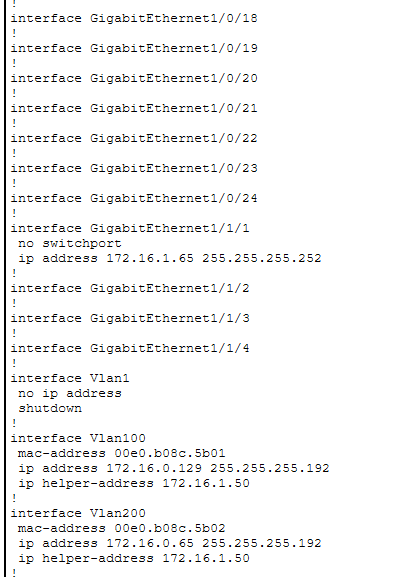 !
interface GigabitEthernet1/0/18
!
interface GigabitEthernet1/0/19
!
interface GigabitEthernet1/0/20
!
interface GigabitEthernet1/0/21
!
interface GigabitEthernet1/0/22
!
interface GigabitEthernet1/0/23
!
interface GigabitEthernet1/0/24
!
interface GigabitEthernet1/1/1
 no switchport
 ip address 172.16.1.65 255.255.255.252
!
interface GigabitEthernet1/1/2
!
interface GigabitEthernet1/1/3
!
interface GigabitEthernet1/1/4
!
interface Vlan1
 no ip address
 shutdown
!
interface Vlan100
 mac-address 00e0.b08c.5b01
 ip address 172.16.0.129 255.255.255.192
 ip helper-address 172.16.1.50
!
interface Vlan200
 mac-address 00e0.b08c.5b02
 ip address 172.16.0.65 255.255.255.192
 ip helper-address 172.16.1.50
!